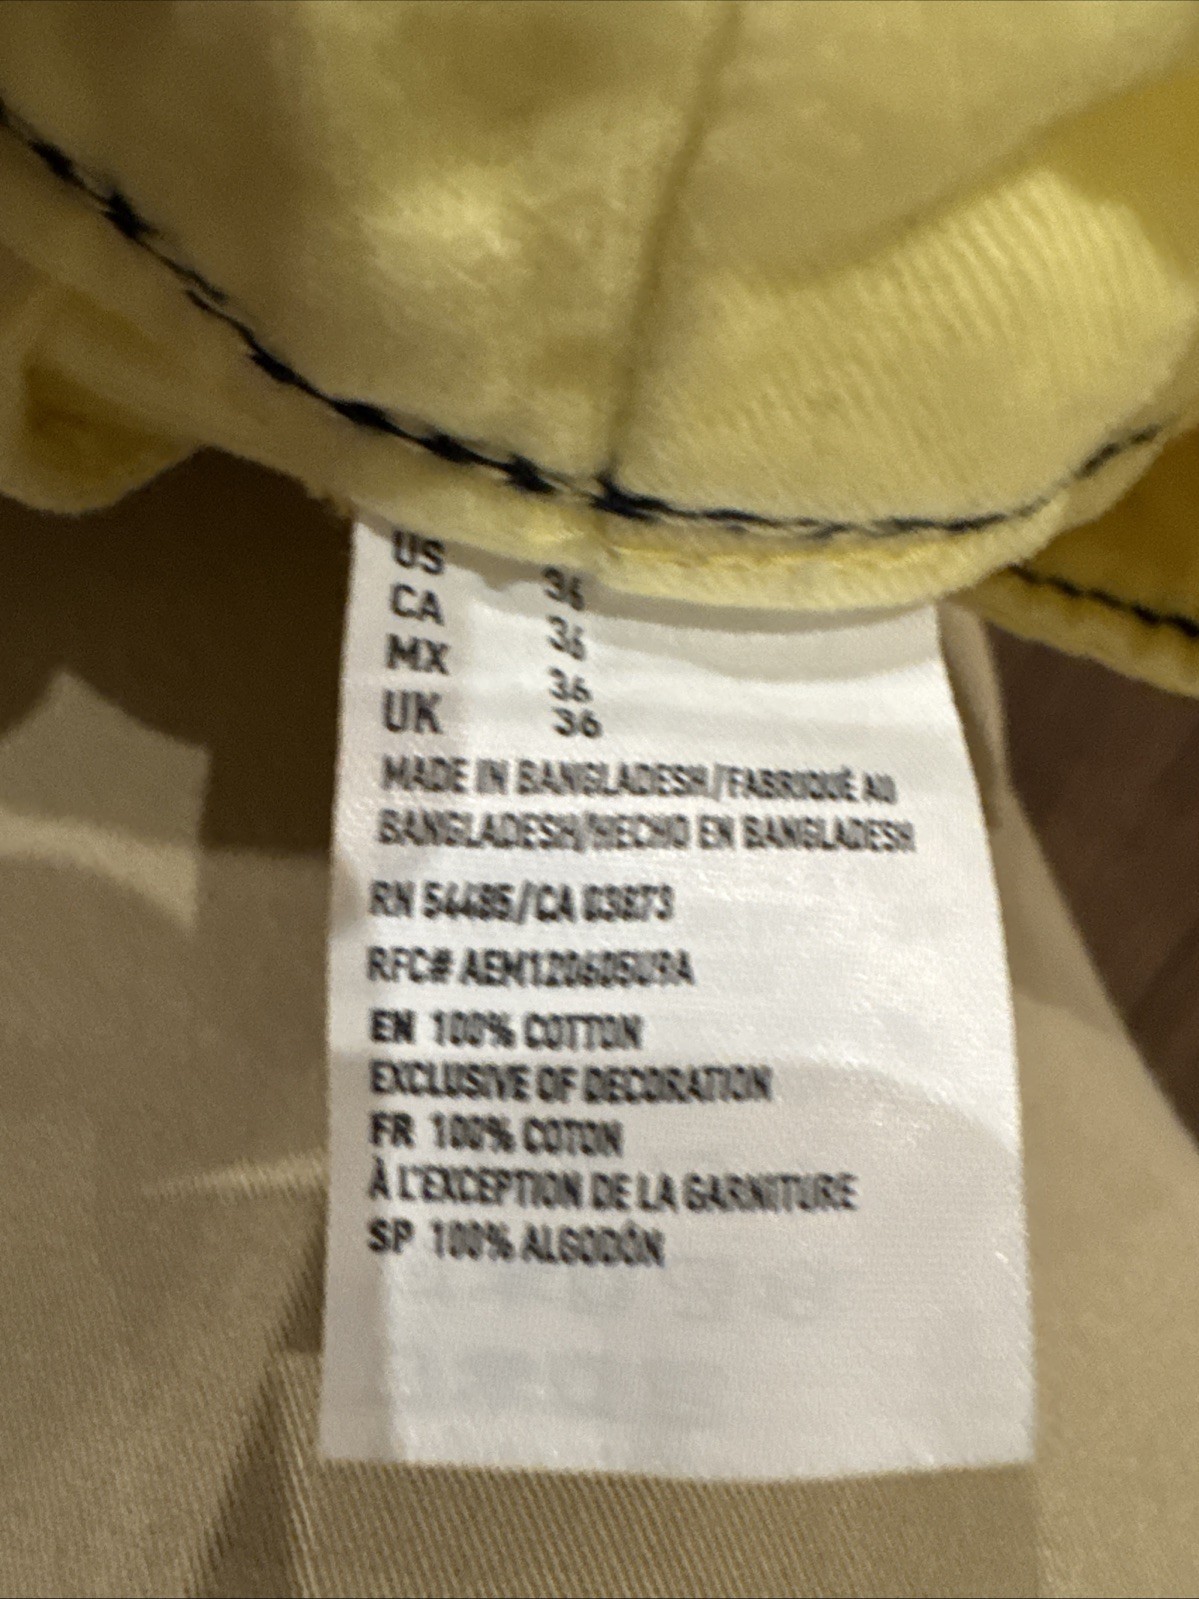 US 36
CA 36
MX 36
UK 36
MADE IN BANGLADESH/FABRIQUÉ AU
BANGLADESH/HECHO EN BANGLADESH
RN 54485/CA 03873
RFC# AEM120605U9A
EN 100% COTTON
EXCLUSIVE OF DECORATION
FR 100% COTON
À L'EXCEPTION DE LA GARNITURE
SP 100% ALGODÓN